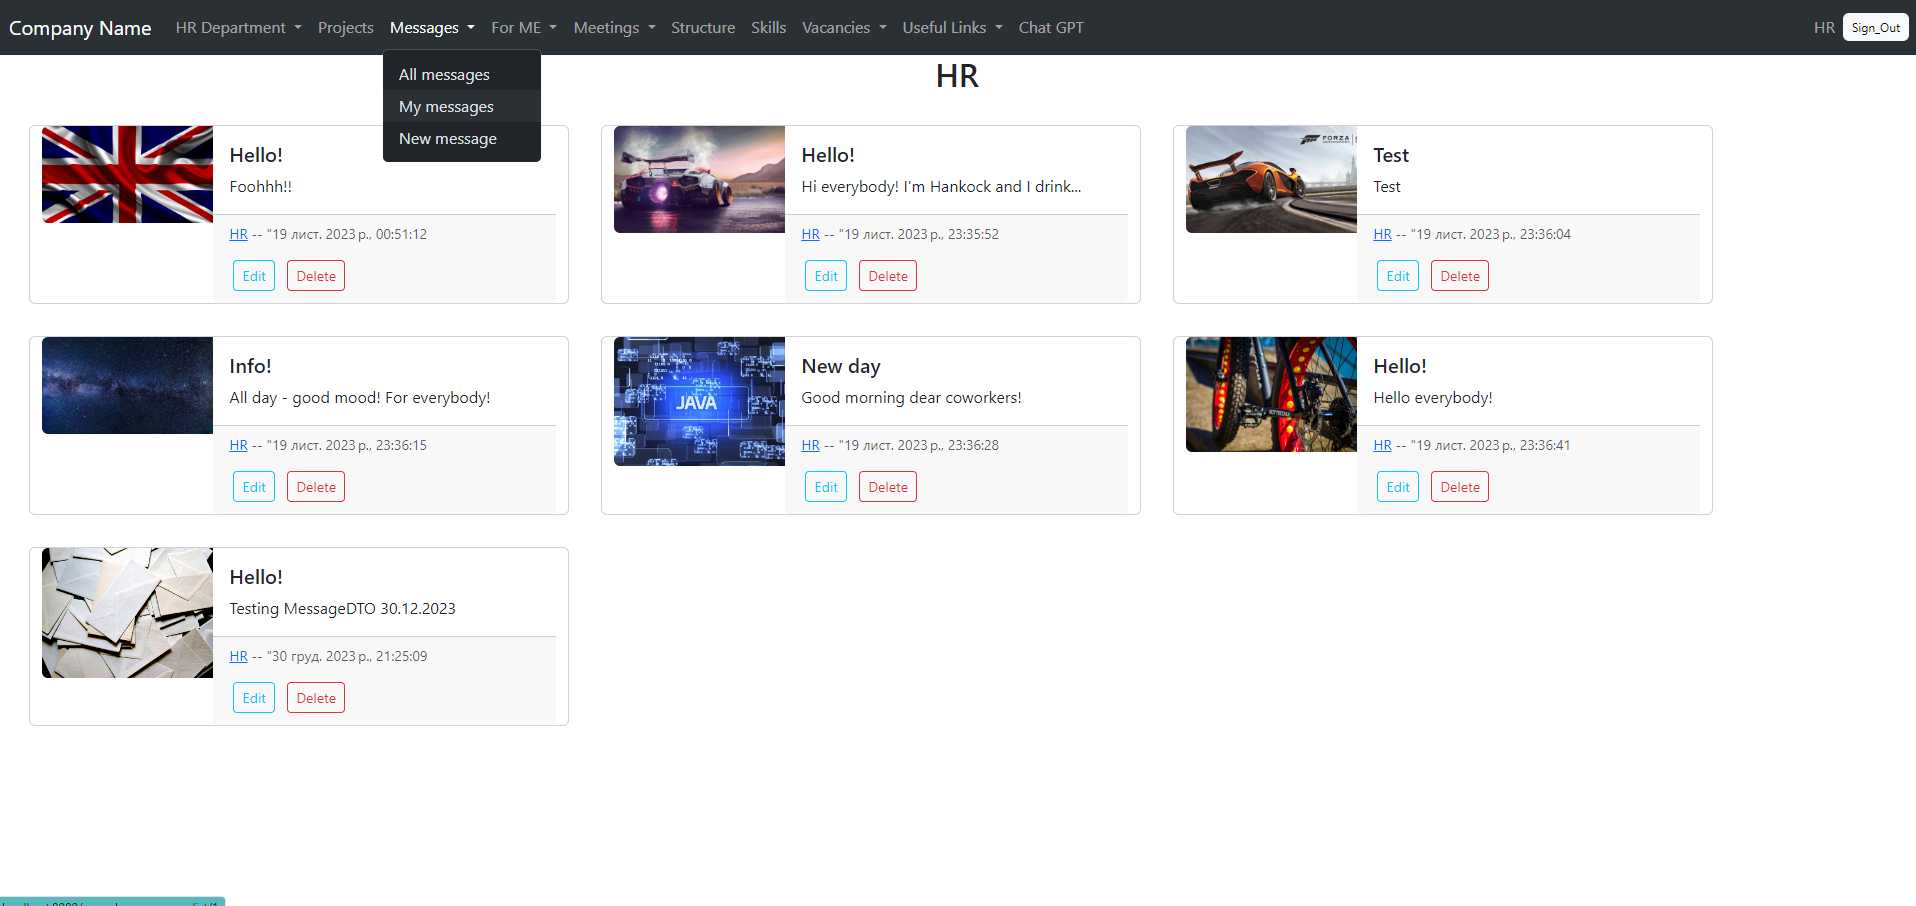 Company Name HR Department Projects Messages For ME Meetings Structure Skills Vacancies Useful Links Chat GPT HR Sign_Out
All messages
My messages
New message
HR
Hello!
Foohhh!!
HR -- "19 лист. 2023 р., 00:51:12
Edit Delete
Hello!
Hi everybody! I'm Hankock and I drink...
HR -- "19 лист. 2023 р., 23:35:52
Edit Delete
FORZA
Test
Test
HR -- "19 лист. 2023 р., 23:36:04
Edit Delete
Info!
All day - good mood! For everybody!
HR -- "19 лист. 2023 р., 23:36:15
Edit Delete
JAVA
New day
Good morning dear coworkers!
HR -- "19 лист. 2023 р., 23:36:28
Edit Delete
Hello!
Hello everybody!
HR -- "19 лист. 2023 р., 23:36:41
Edit Delete
Hello!
Testing MessageDTO 30.12.2023
HR -- "30 груд. 2023 р., 21:25:09
Edit Delete